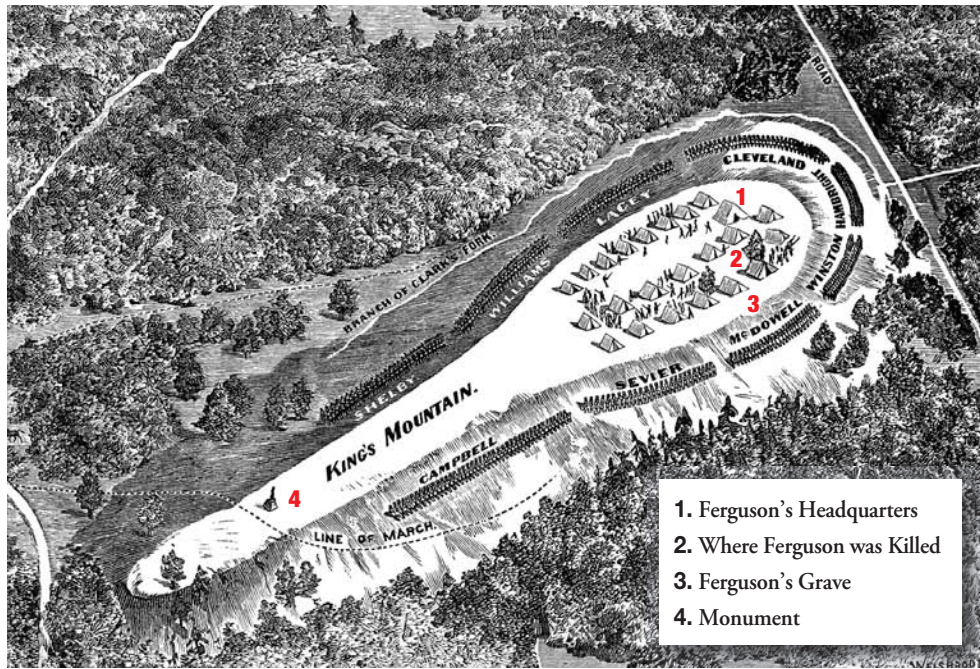 ROAD
CLEVELAND
HAMBRIGHT
WINSTON
1
LACEY
2
BRANCH OF CLARK'S FORK.
WILLIAMS
3
McDOWELL
SHELBY
SEVIER
KING'S MOUNTAIN.
CAMPBELL
4
LINE OF MARCH.
1. Ferguson's Headquarters
2. Where Ferguson was Killed
3. Ferguson's Grave
4. Monument